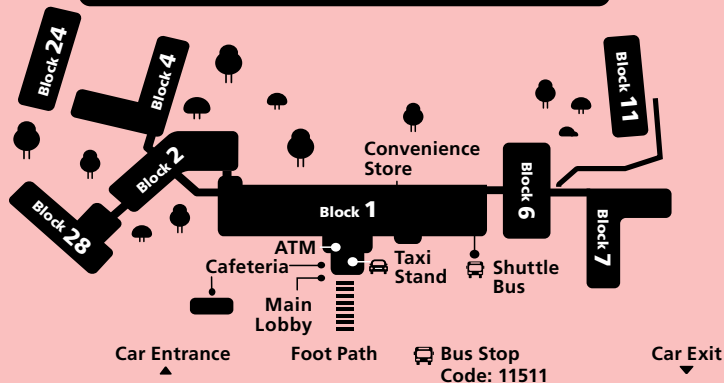 Block 24
Block 4
Block 11
Convenience
Store
Block 2
Block 6
Block 1
Block 28
Block 7
ATM
Taxi
Stand
Cafeteria
Shuttle
Bus
Main
Lobby
Car Entrance
Foot Path
Bus Stop
Code: 11511
Car Exit